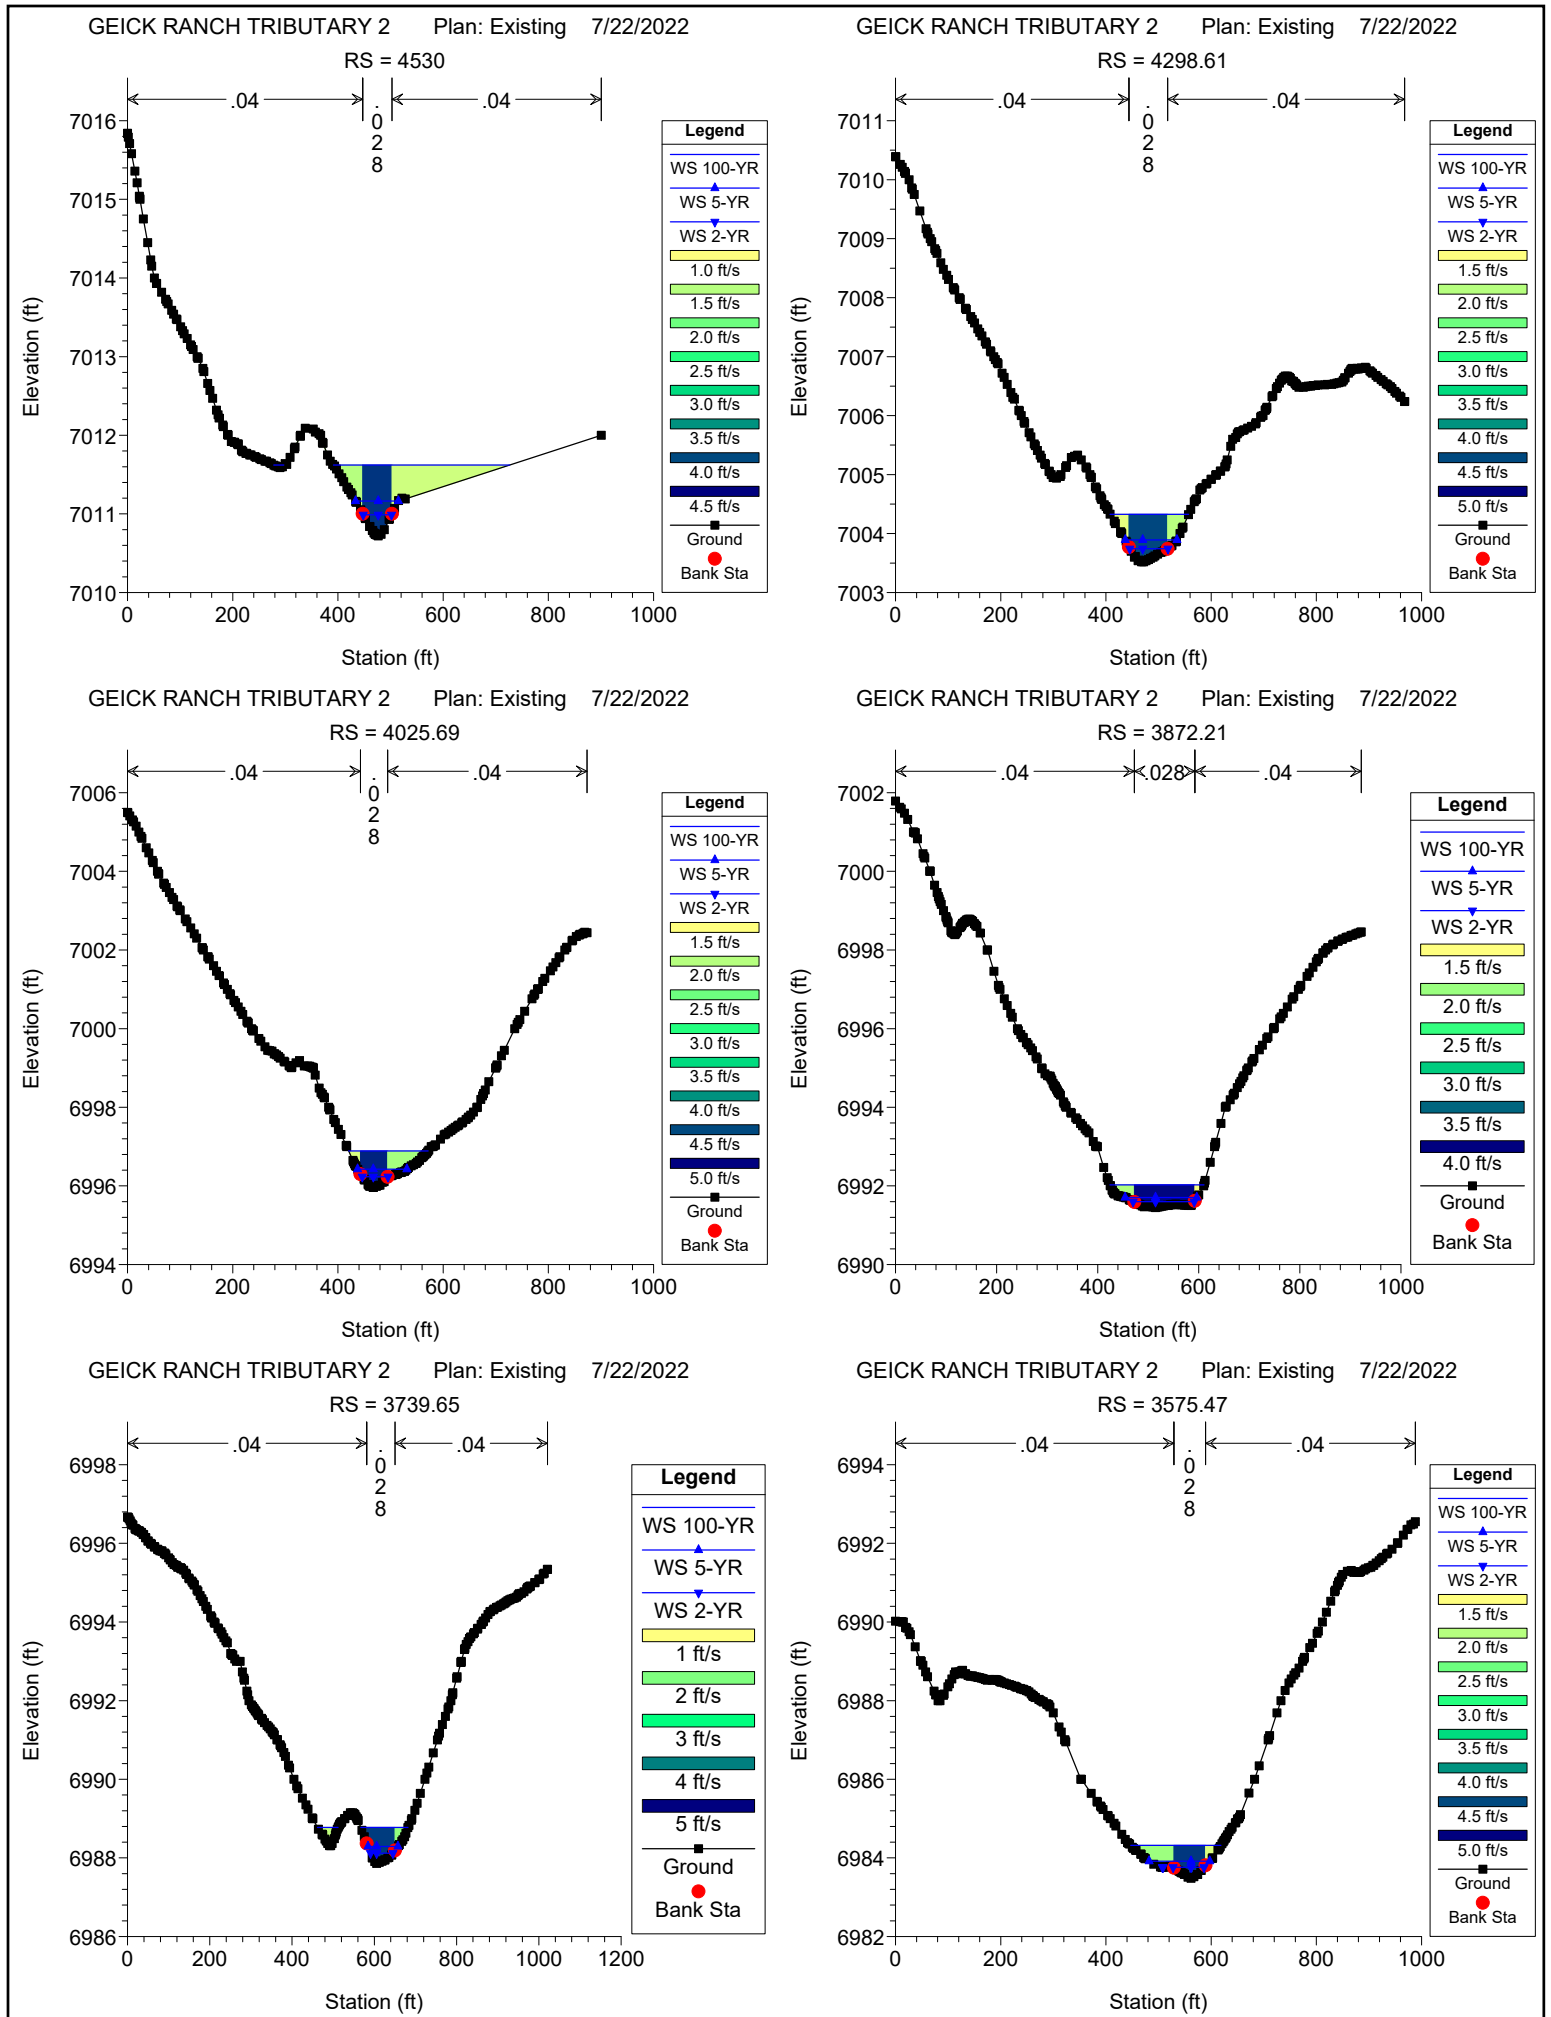 GEICK RANCH TRIBUTARY 2 Plan: Existing 7/22/2022
RS = 4530
.04 .028 .04
7016
7015
7014
7013
7012
7011
7010
Elevation (ft)
0 200 400 600 800 1000
Station (ft)
Legend
WS 100-YR
WS 5-YR
WS 2-YR
1.0 ft/s
1.5 ft/s
2.0 ft/s
2.5 ft/s
3.0 ft/s
3.5 ft/s
4.0 ft/s
4.5 ft/s
Ground
Bank Sta
GEICK RANCH TRIBUTARY 2 Plan: Existing 7/22/2022
RS = 4298.61
.04 .028 .04
7011
7010
7009
7008
7007
7006
7005
7004
7003
Elevation (ft)
0 200 400 600 800 1000
Station (ft)
Legend
WS 100-YR
WS 5-YR
WS 2-YR
1.5 ft/s
2.0 ft/s
2.5 ft/s
3.0 ft/s
3.5 ft/s
4.0 ft/s
4.5 ft/s
5.0 ft/s
Ground
Bank Sta
GEICK RANCH TRIBUTARY 2 Plan: Existing 7/22/2022
RS = 4025.69
.04 .028 .04
7006
7004
7002
7000
6998
6996
6994
Elevation (ft)
0 200 400 600 800 1000
Station (ft)
Legend
WS 100-YR
WS 5-YR
WS 2-YR
1.5 ft/s
2.0 ft/s
2.5 ft/s
3.0 ft/s
3.5 ft/s
4.0 ft/s
4.5 ft/s
5.0 ft/s
Ground
Bank Sta
GEICK RANCH TRIBUTARY 2 Plan: Existing 7/22/2022
RS = 3872.21
.04 .028 .04
7002
7000
6998
6996
6994
6992
6990
Elevation (ft)
0 200 400 600 800 1000
Station (ft)
Legend
WS 100-YR
WS 5-YR
WS 2-YR
1.5 ft/s
2.0 ft/s
2.5 ft/s
3.0 ft/s
3.5 ft/s
4.0 ft/s
Ground
Bank Sta
GEICK RANCH TRIBUTARY 2 Plan: Existing 7/22/2022
RS = 3739.65
.04 .028 .04
6998
6996
6994
6992
6990
6988
6986
Elevation (ft)
0 200 400 600 800 1000 1200
Station (ft)
Legend
WS 100-YR
WS 5-YR
WS 2-YR
1 ft/s
2 ft/s
3 ft/s
4 ft/s
5 ft/s
Ground
Bank Sta
GEICK RANCH TRIBUTARY 2 Plan: Existing 7/22/2022
RS = 3575.47
.04 .028 .04
6994
6992
6990
6988
6986
6984
6982
Elevation (ft)
0 200 400 600 800 1000
Station (ft)
Legend
WS 100-YR
WS 5-YR
WS 2-YR
1.5 ft/s
2.0 ft/s
2.5 ft/s
3.0 ft/s
3.5 ft/s
4.0 ft/s
4.5 ft/s
5.0 ft/s
Ground
Bank Sta